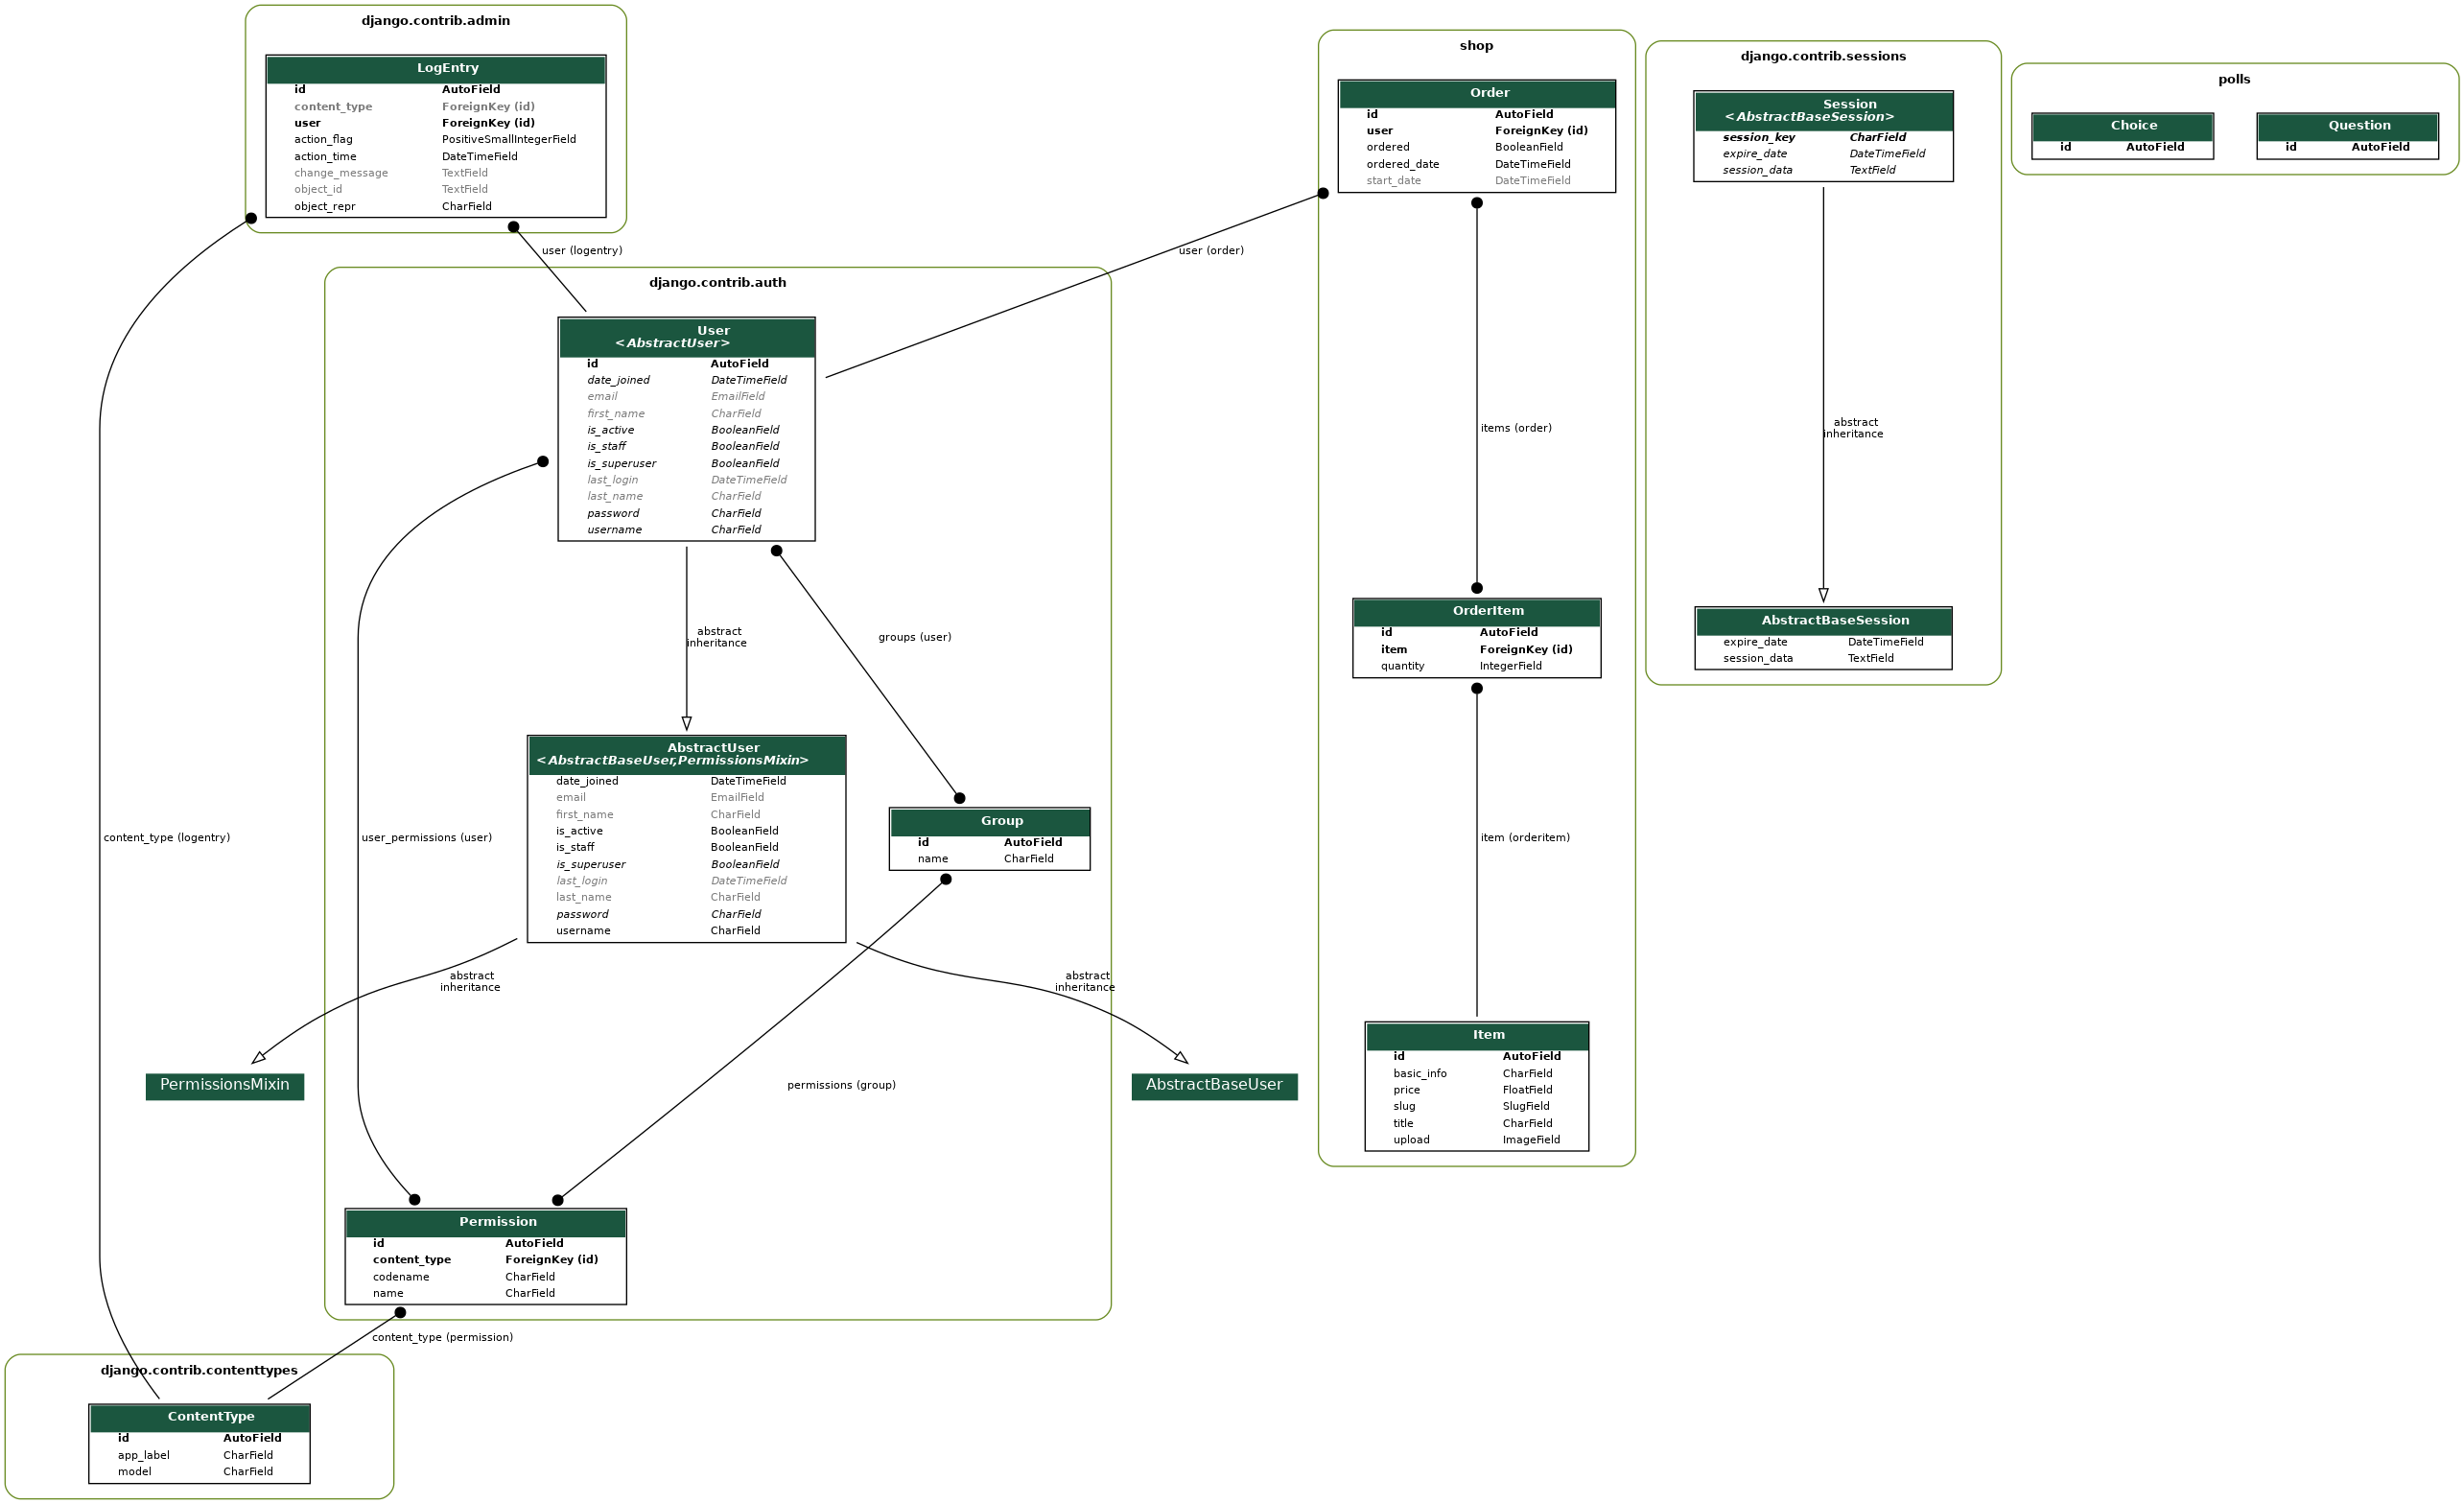 django.contrib.admin
LogEntry
id AutoField
content_type ForeignKey (id)
user ForeignKey (id)
action_flag PositiveSmallIntegerField
action_time DateTimeField
change_message TextField
object_id TextField
object_repr CharField
user (logentry)
django.contrib.auth
User
<AbstractUser>
id AutoField
date_joined DateTimeField
email EmailField
first_name CharField
is_active BooleanField
is_staff BooleanField
is_superuser BooleanField
last_login DateTimeField
last_name CharField
password CharField
username CharField
abstract
inheritance
groups (user)
content_type (logentry)
user_permissions (user)
AbstractUser
<AbstractBaseUser,PermissionsMixin>
date_joined DateTimeField
email EmailField
first_name CharField
is_active BooleanField
is_staff BooleanField
is_superuser BooleanField
last_login DateTimeField
last_name CharField
password CharField
username CharField
Group
id AutoField
name CharField
abstract
inheritance
abstract
inheritance
PermissionsMixin
permissions (group)
AbstractBaseUser
Permission
id AutoField
content_type ForeignKey (id)
codename CharField
name CharField
content_type (permission)
django.contrib.contenttypes
ContentType
id AutoField
app_label CharField
model CharField
user (order)
shop
Order
id AutoField
user ForeignKey (id)
ordered BooleanField
ordered_date DateTimeField
start_date DateTimeField
items (order)
OrderItem
id AutoField
item ForeignKey (id)
quantity IntegerField
item (orderitem)
Item
id AutoField
basic_info CharField
price FloatField
slug SlugField
title CharField
upload ImageField
django.contrib.sessions
Session
<AbstractBaseSession>
session_key CharField
expire_date DateTimeField
session_data TextField
abstract
inheritance
AbstractBaseSession
expire_date DateTimeField
session_data TextField
polls
Choice
id AutoField
Question
id AutoField